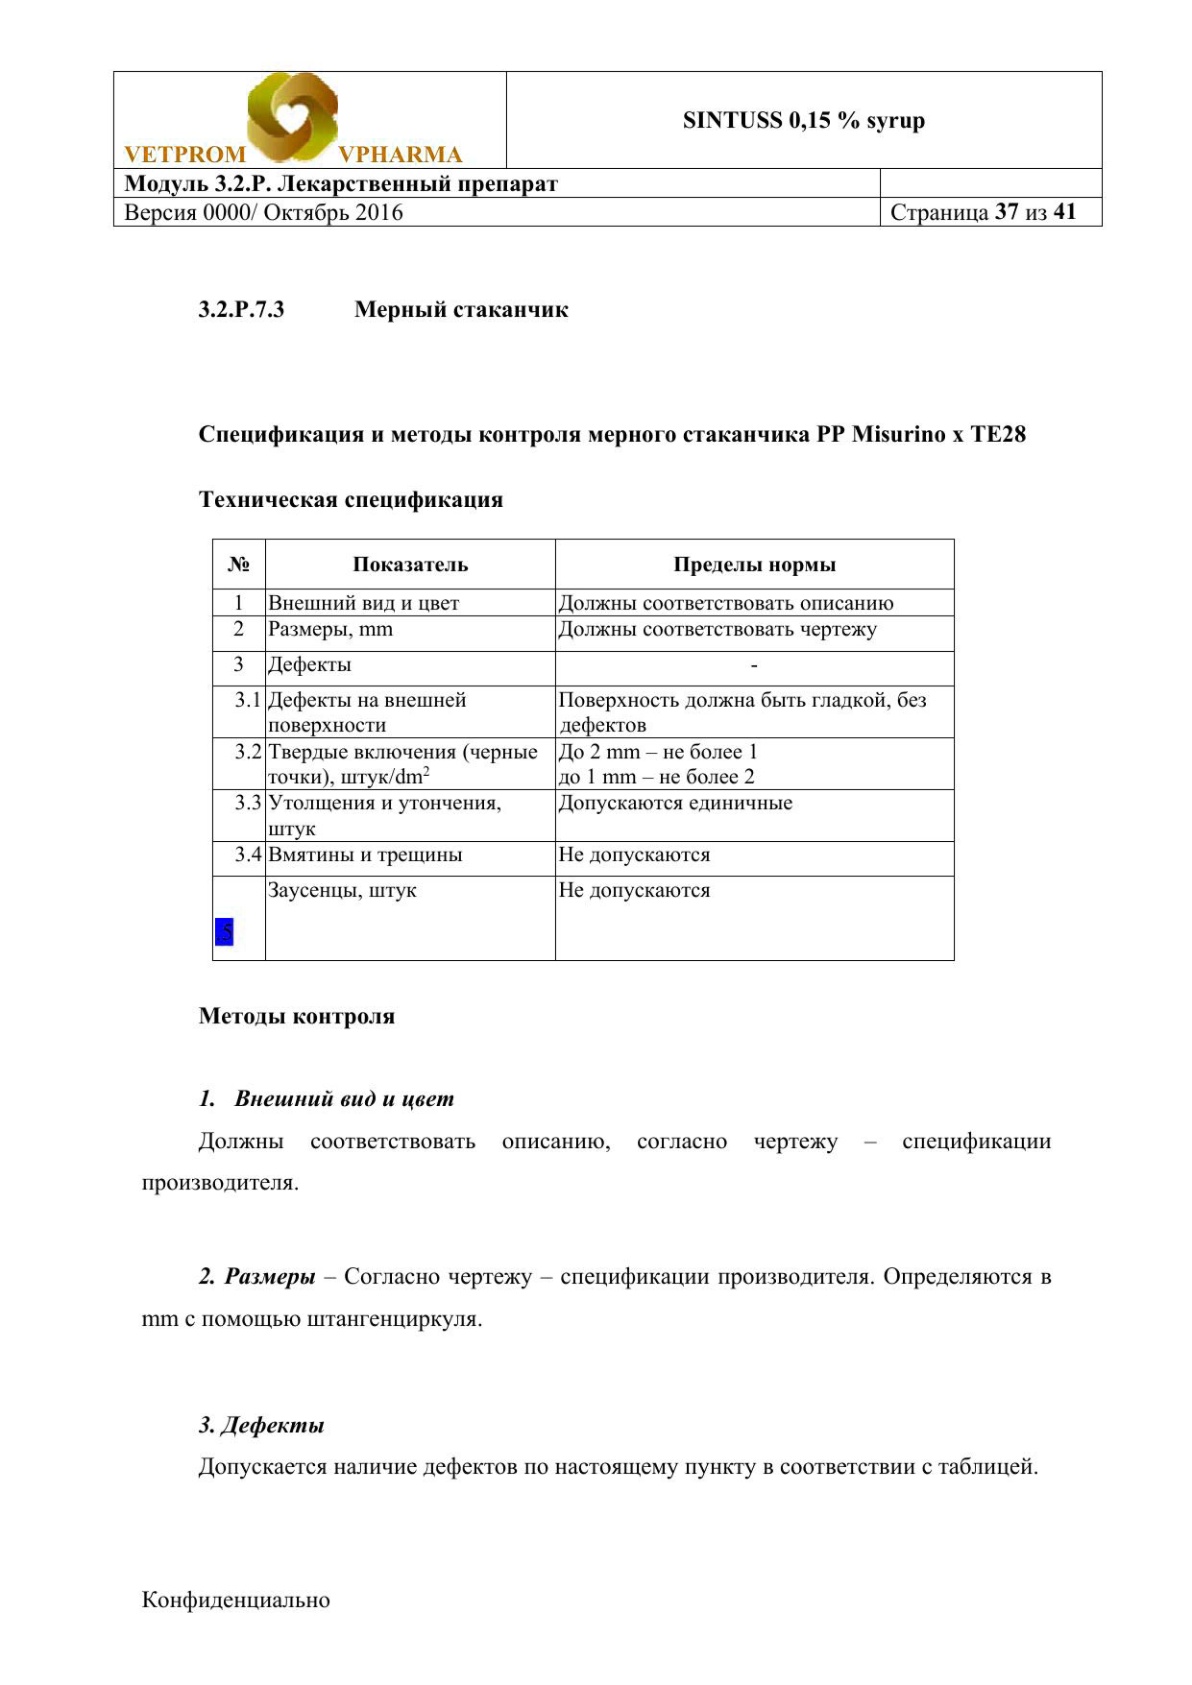 VETPROM VPHARMA
SINTUSS 0,15 % syrup
Модуль 3.2.Р. Лекарственный препарат
Версия 0000/ Октябрь 2016
Страница 37 из 41
3.2.Р.7.3 Мерный стаканчик
Спецификация и методы контроля мерного стаканчика PP Misurino x TE28
Техническая спецификация
№ Показатель Пределы нормы
1 Внешний вид и цвет Должны соответствовать описанию
2 Размеры, mm Должны соответствовать чертежу
3 Дефекты -
3.1 Дефекты на внешней Поверхность должна быть гладкой, без
поверхности дефектов
3.2 Твердые включения (черные До 2 mm – не более 1
точки), штук/dm² до 1 mm – не более 2
3.3 Утолщения и утончения, Допускаются единичные
штук
3.4 Вмятины и трещины Не допускаются
Заусенцы, штук Не допускаются
5
Методы контроля
1. Внешний вид и цвет
Должны соответствовать описанию, согласно чертежу – спецификации
производителя.
2. Размеры – Согласно чертежу – спецификации производителя. Определяются в
mm с помощью штангенциркуля.
3. Дефекты
Допускается наличие дефектов по настоящему пункту в соответствии с таблицей.
Конфиденциально